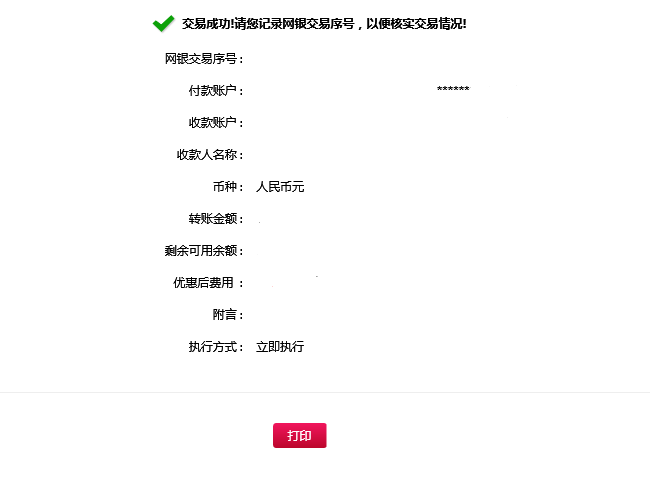 交易成功!请您记录网银交易序号，以便核实交易情况!
网银交易序号：
付款账户： ******
收款账户：
收款人名称：
币种： 人民币元
转账金额：
剩余可用余额：
优惠后费用 ：
附言：
执行方式： 立即执行
打印